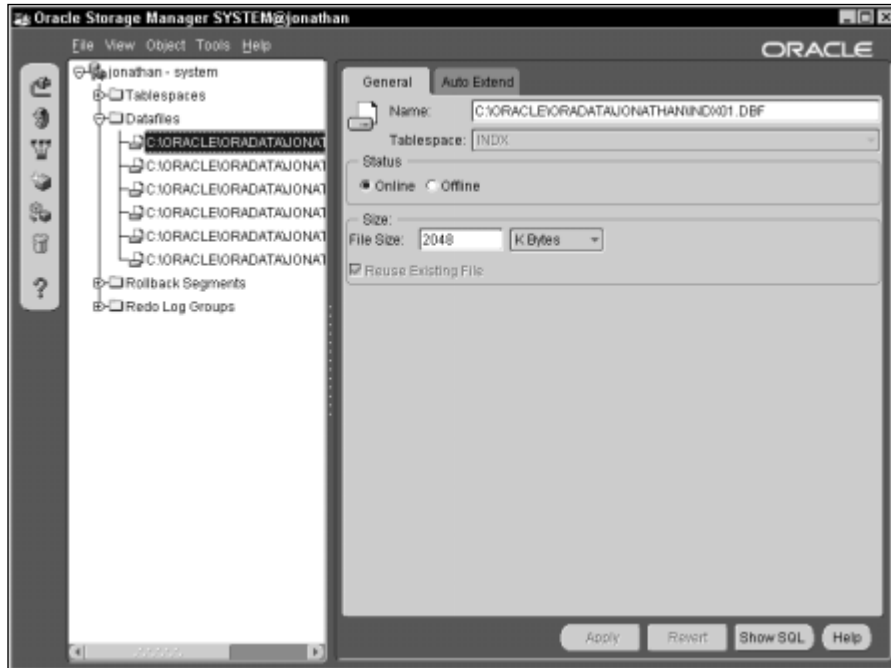 Oracle Storage Manager SYSTEM@jonathan
File View Object Tools Help
ORACLE
jonathan - system
Tablespaces
Datafiles
C:\ORACLE\ORADATA\JONAT
C:\ORACLE\ORADATA\JONAT
C:\ORACLE\ORADATA\JONAT
C:\ORACLE\ORADATA\JONAT
C:\ORACLE\ORADATA\JONAT
C:\ORACLE\ORADATA\JONAT
Rollback Segments
Redo Log Groups
?
General Auto Extend
Name: C:\ORACLE\ORADATA\JONATHAN\INDX01.DBF
Tablespace: INDX
Status
Online Offline
Size:
File Size: 2048 K Bytes
Reuse Existing File
Apply Revert Show SQL Help